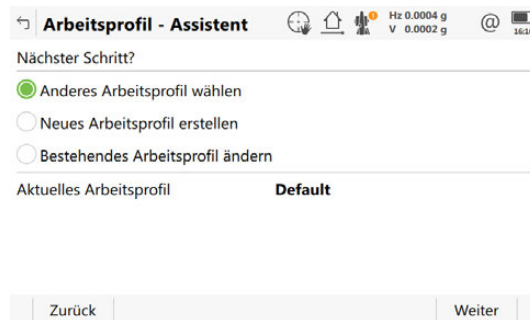 Arbeitsprofil - Assistent
Hz 0.0004 g
V 0.0002 g
@
Nächster Schritt?
Anderes Arbeitsprofil wählen
Neues Arbeitsprofil erstellen
Bestehendes Arbeitsprofil ändern
Aktuelles Arbeitsprofil Default
Zurück Weiter